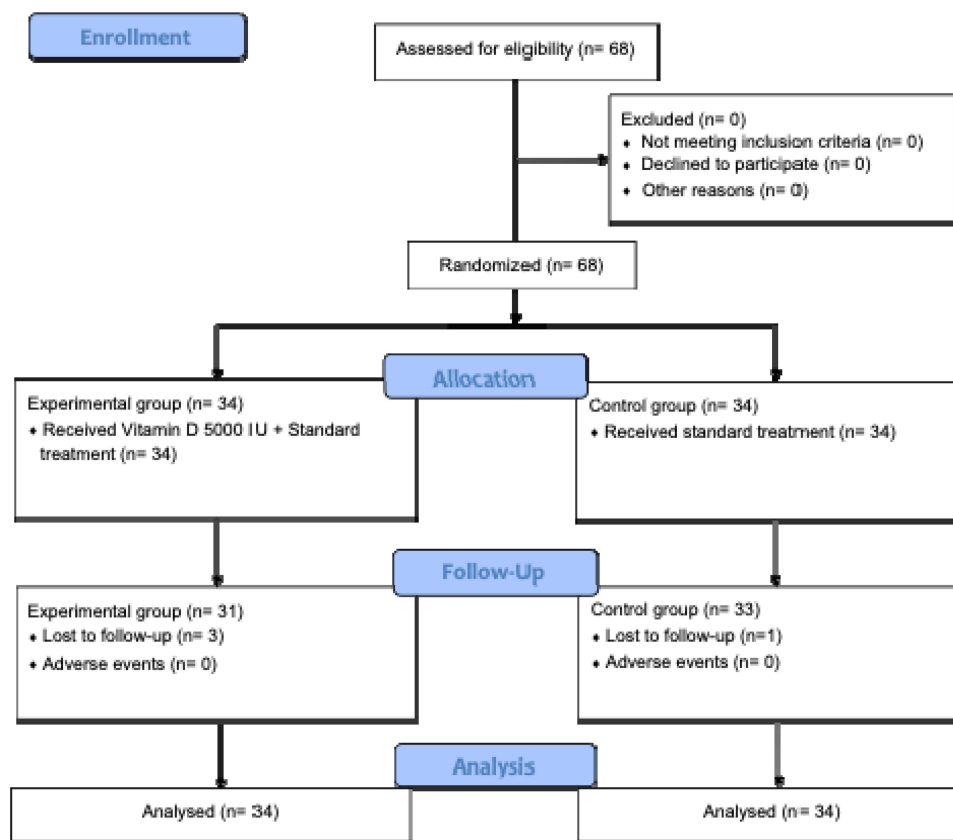 Enrollment
Assessed for eligibility (n= 68)
Excluded (n= 0)
♦ Not meeting inclusion criteria (n= 0)
♦ Declined to participate (n= 0)
♦ Other reasons (n= 0)
Randomized (n= 68)
Allocation
Experimental group (n= 34)
♦ Received Vitamin D 5000 IU + Standard
treatment (n= 34)
Control group (n= 34)
♦ Received standard treatment (n= 34)
Follow-Up
Experimental group (n= 31)
♦ Lost to follow-up (n= 3)
♦ Adverse events (n= 0)
Control group (n= 33)
♦ Lost to follow-up (n=1)
♦ Adverse events (n= 0)
Analysis
Analysed (n= 34)
Analysed (n= 34)